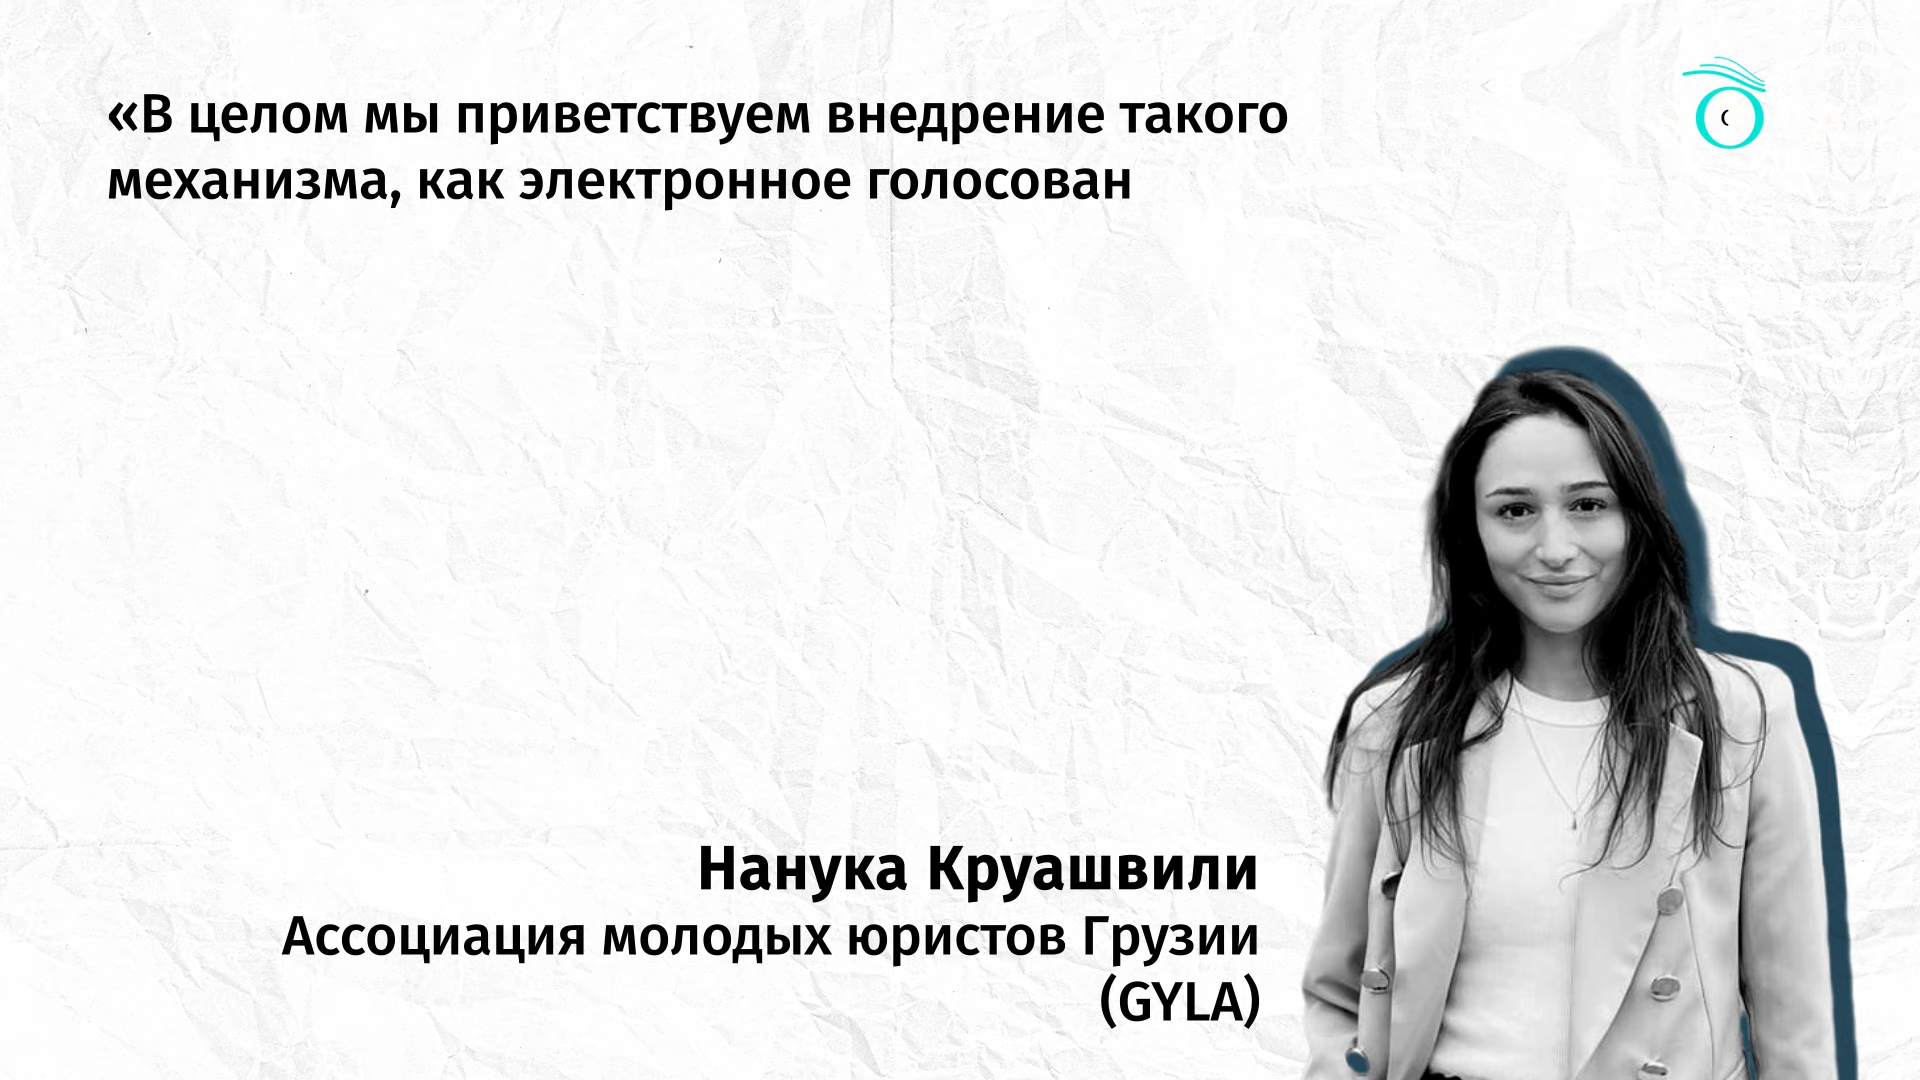 «В целом мы приветствуем внедрение такого
механизма, как электронное голосован
Нанука Круашвили
Ассоциация молодых юристов Грузии
(GYLA)